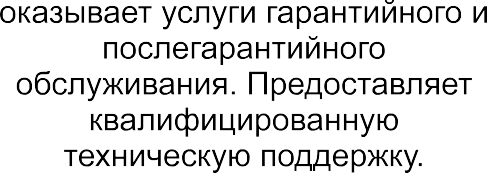 оказывает услуги гарантийного и
послегарантийного
обслуживания. Предоставляет
квалифицированную
техническую поддержку.